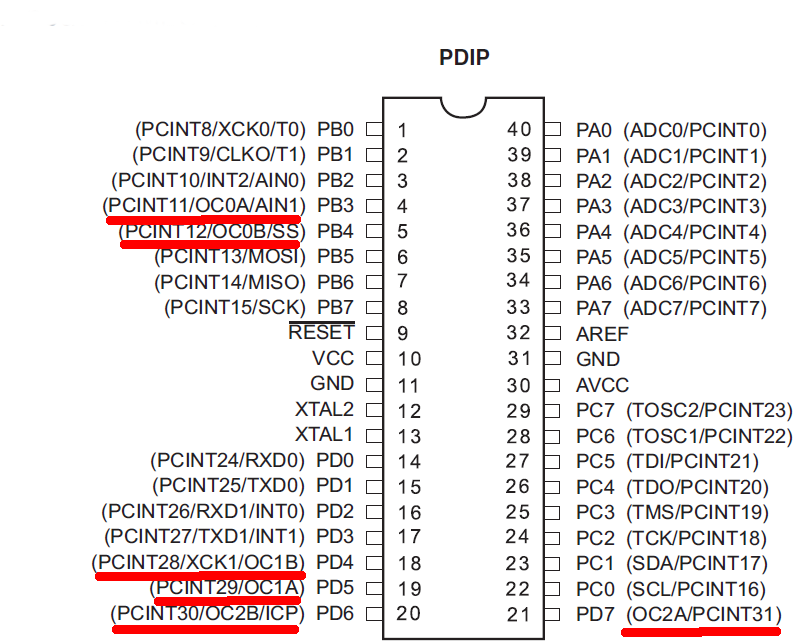 PDIP
(PCINT8/XCK0/T0) PB0 1 40 PA0 (ADC0/PCINT0)
(PCINT9/CLKO/T1) PB1 2 39 PA1 (ADC1/PCINT1)
(PCINT10/INT2/AIN0) PB2 3 38 PA2 (ADC2/PCINT2)
(PCINT11/OC0A/AIN1) PB3 4 37 PA3 (ADC3/PCINT3)
(PCINT12/OC0B/SS) PB4 5 36 PA4 (ADC4/PCINT4)
(PCINT13/MOSI) PB5 6 35 PA5 (ADC5/PCINT5)
(PCINT14/MISO) PB6 7 34 PA6 (ADC6/PCINT6)
(PCINT15/SCK) PB7 8 33 PA7 (ADC7/PCINT7)
RESET 9 32 AREF
VCC 10 31 GND
GND 11 30 AVCC
XTAL2 12 29 PC7 (TOSC2/PCINT23)
XTAL1 13 28 PC6 (TOSC1/PCINT22)
(PCINT24/RXD0) PD0 14 27 PC5 (TDI/PCINT21)
(PCINT25/TXD0) PD1 15 26 PC4 (TDO/PCINT20)
(PCINT26/RXD1/INT0) PD2 16 25 PC3 (TMS/PCINT19)
(PCINT27/TXD1/INT1) PD3 17 24 PC2 (TCK/PCINT18)
(PCINT28/XCK1/OC1B) PD4 18 23 PC1 (SDA/PCINT17)
(PCINT29/OC1A) PD5 19 22 PC0 (SCL/PCINT16)
(PCINT30/OC2B/ICP) PD6 20 21 PD7 (OC2A/PCINT31)